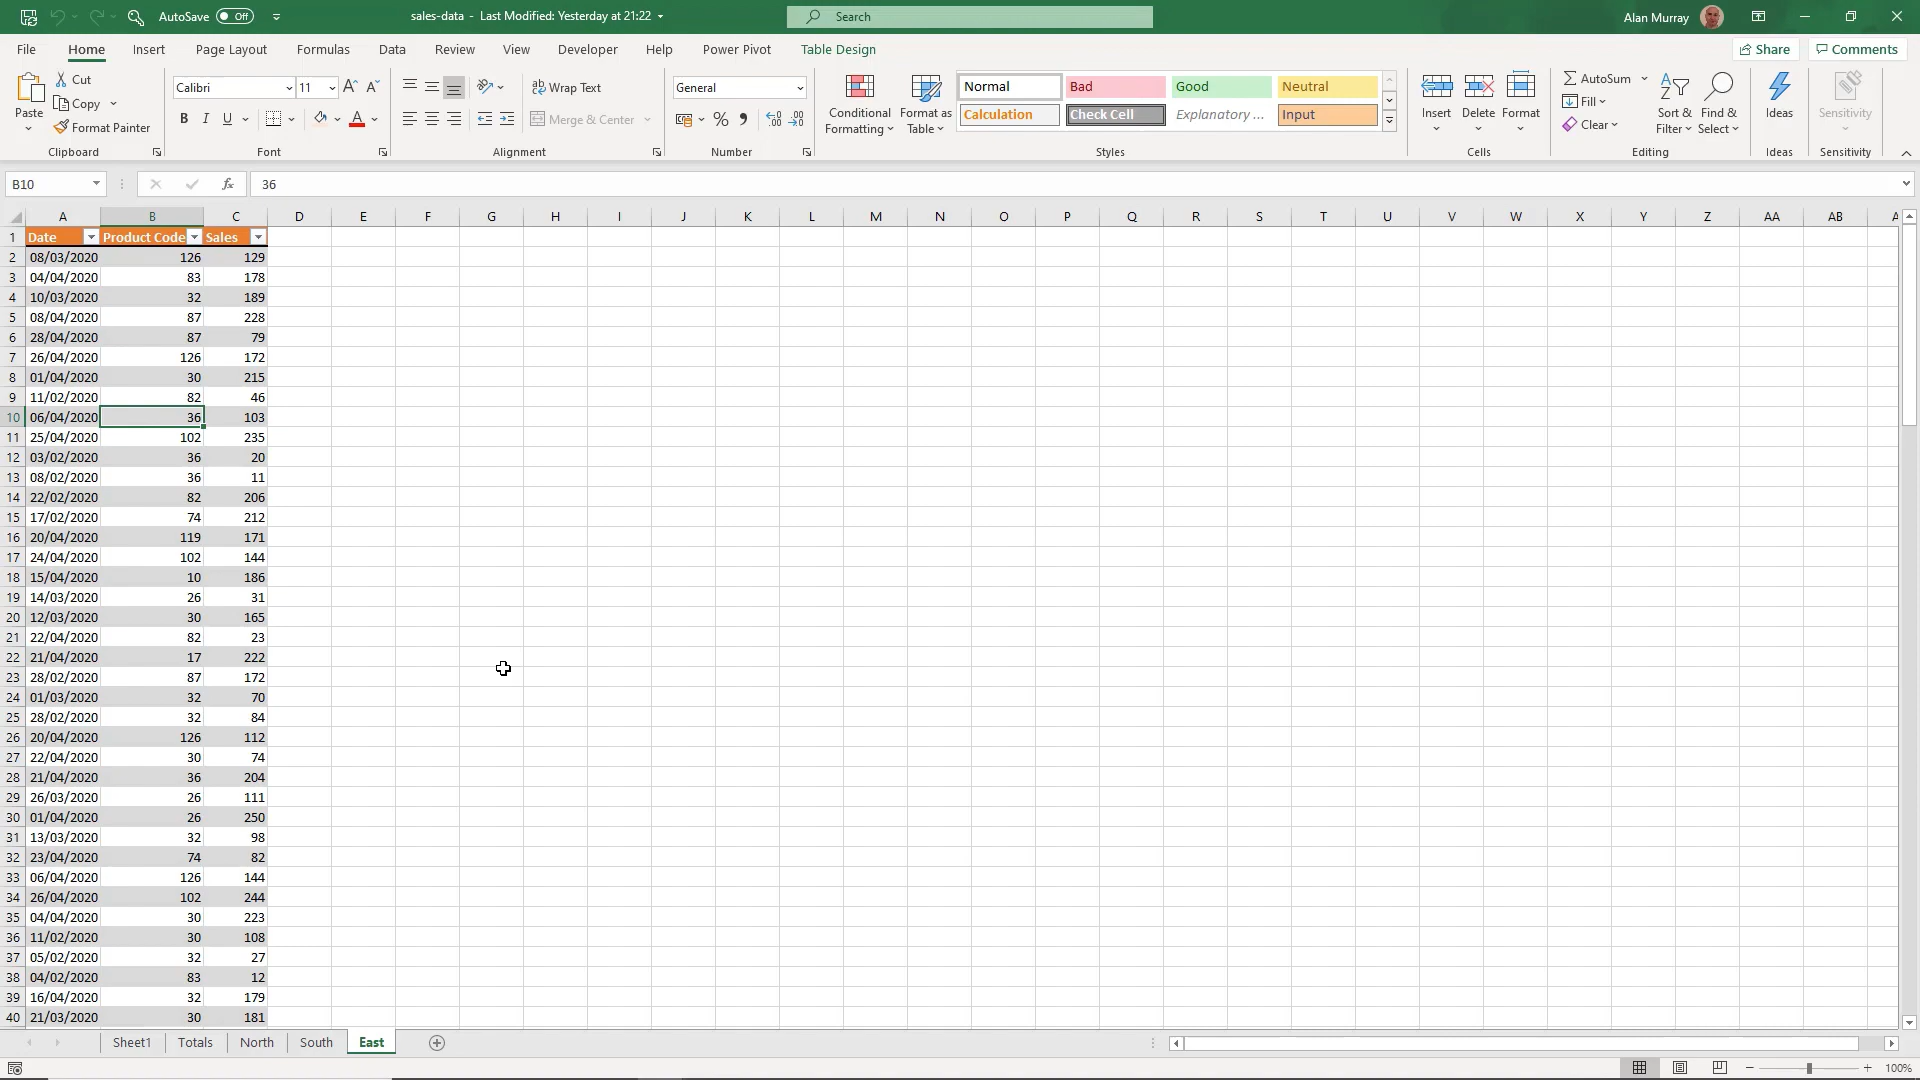 AutoSave Off sales-data - Last Modified: Yesterday at 21:22 Search Alan Murray
File Home Insert Page Layout Formulas Data Review View Developer Help Power Pivot Table Design Share Comments
Paste
Cut
Copy
Format Painter
Clipboard
Calibri 11
B I U
Font
Wrap Text
Merge & Center
Alignment
General
Number
Conditional Formatting
Format as Table
Normal Bad Good Neutral
Calculation Check Cell Explanatory ... Input
Styles
Insert Delete Format
Cells
AutoSum
Fill
Clear
Sort & Filter
Find & Select
Editing
Ideas
Ideas
Sensitivity
Sensitivity
B10 fx 36
A B C D E F G H I J K L M N O P Q R S T U V W X Y Z AA AB A
1 Date Product Code Sales
2 08/03/2020 126 129
3 04/04/2020 83 178
4 10/03/2020 32 189
5 08/04/2020 87 228
6 28/04/2020 87 79
7 26/04/2020 126 172
8 01/04/2020 30 215
9 11/02/2020 82 46
10 06/04/2020 36 103
11 25/04/2020 102 235
12 03/02/2020 36 20
13 08/02/2020 36 11
14 22/02/2020 82 206
15 17/02/2020 74 212
16 20/04/2020 119 171
17 24/04/2020 102 144
18 15/04/2020 10 186
19 14/03/2020 26 31
20 12/03/2020 30 165
21 22/04/2020 82 23
22 21/04/2020 17 222
23 28/02/2020 87 172
24 01/03/2020 32 70
25 28/02/2020 32 84
26 20/04/2020 126 112
27 22/04/2020 30 74
28 21/04/2020 36 204
29 26/03/2020 26 111
30 01/04/2020 26 250
31 13/03/2020 32 98
32 23/04/2020 74 82
33 06/04/2020 126 144
34 26/04/2020 102 244
35 04/04/2020 30 223
36 11/02/2020 30 108
37 05/02/2020 32 27
38 04/02/2020 83 12
39 16/04/2020 32 179
40 21/03/2020 30 181
Sheet1 Totals North South East
100%